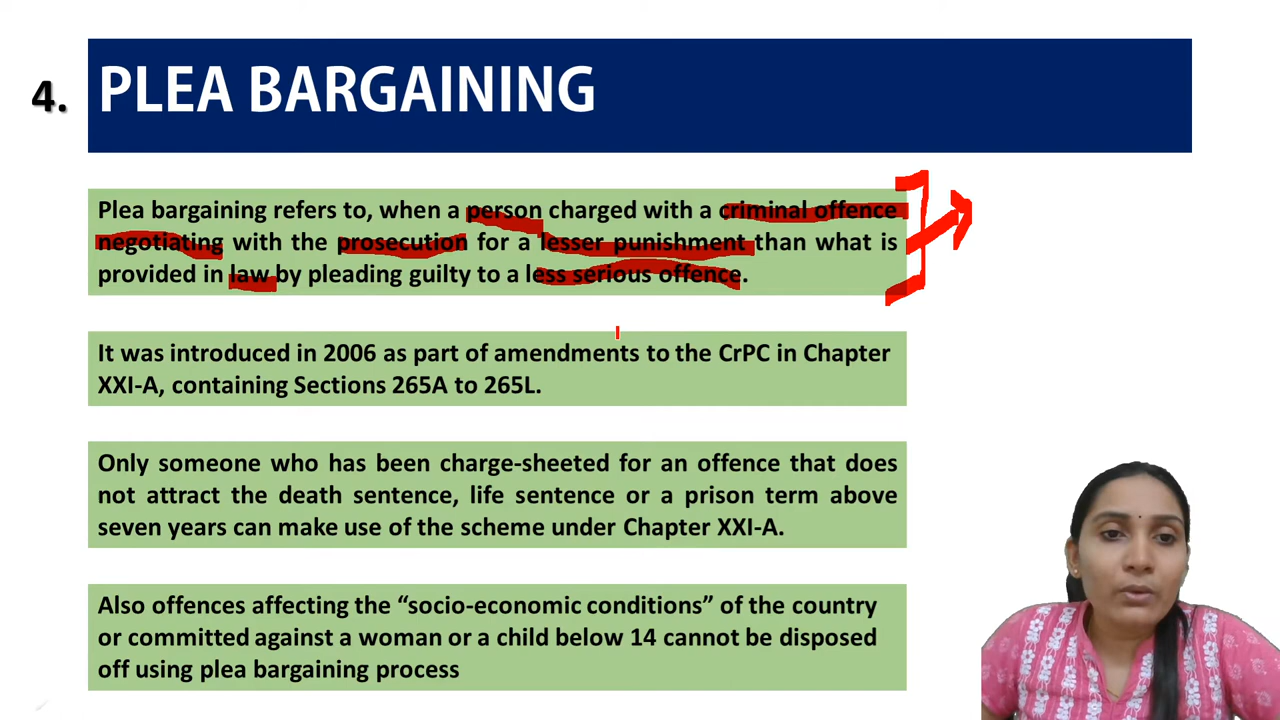 4. PLEA BARGAINING
Plea bargaining refers to, when a person charged with a criminal offence
negotiating with the prosecution for a lesser punishment than what is
provided in law by pleading guilty to a less serious offence.
It was introduced in 2006 as part of amendments to the CrPC in Chapter
XXI-A, containing Sections 265A to 265L.
Only someone who has been charge-sheeted for an offence that does
not attract the death sentence, life sentence or a prison term above
seven years can make use of the scheme under Chapter XXI-A.
Also offences affecting the “socio-economic conditions” of the country
or committed against a woman or a child below 14 cannot be disposed
off using plea bargaining process